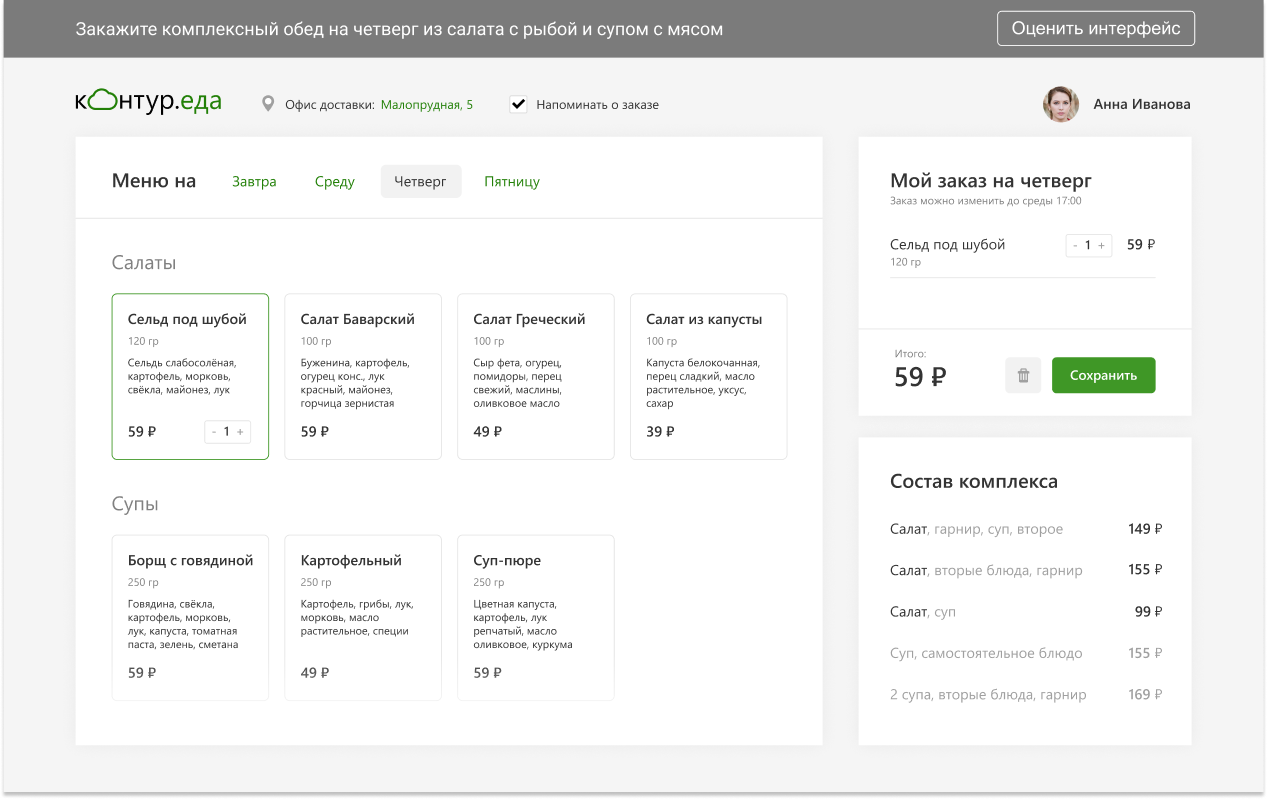 Закажите комплексный обед на четверг из салата с рыбой и супом с мясом
Оценить интерфейс
контур.еда
Офис доставки: Малопрудная, 5
Напоминать о заказе
Анна Иванова
Меню на
Завтра
Среду
Четверг
Пятницу
Салаты
Сельд под шубой
120 гр
Сельдь слабосолёная,
картофель, морковь,
свёкла, майонез, лук
59 ₽
- 1 +
Салат Баварский
100 гр
Буженина, картофель,
огурец конс., лук
красный, майонез,
горчица зернистая
59 ₽
Салат Греческий
100 гр
Сыр фета, огурец,
помидоры, перец
свежий, маслины,
оливковое масло
49 ₽
Салат из капусты
100 гр
Капуста белокочанная,
перец сладкий, масло
растительное, уксус,
сахар
39 ₽
Супы
Борщ с говядиной
250 гр
Говядина, свёкла,
картофель, морковь,
лук, капуста, томатная
паста, зелень, сметана
59 ₽
Картофельный
250 гр
Картофель, грибы, лук,
морковь, масло
растительное, специи
49 ₽
Суп-пюре
250 гр
Цветная капуста,
картофель, лук
репчатый, масло
оливковое, куркума
59 ₽
Мой заказ на четверг
Заказ можно изменить до среды 17:00
Сельд под шубой
- 1 +
59 ₽
120 гр
Итого:
59 ₽
Сохранить
Состав комплекса
Салат, гарнир, суп, второе 149 ₽
Салат, вторые блюда, гарнир 155 ₽
Салат, суп 99 ₽
Суп, самостоятельное блюдо 155 ₽
2 супа, вторые блюда, гарнир 169 ₽